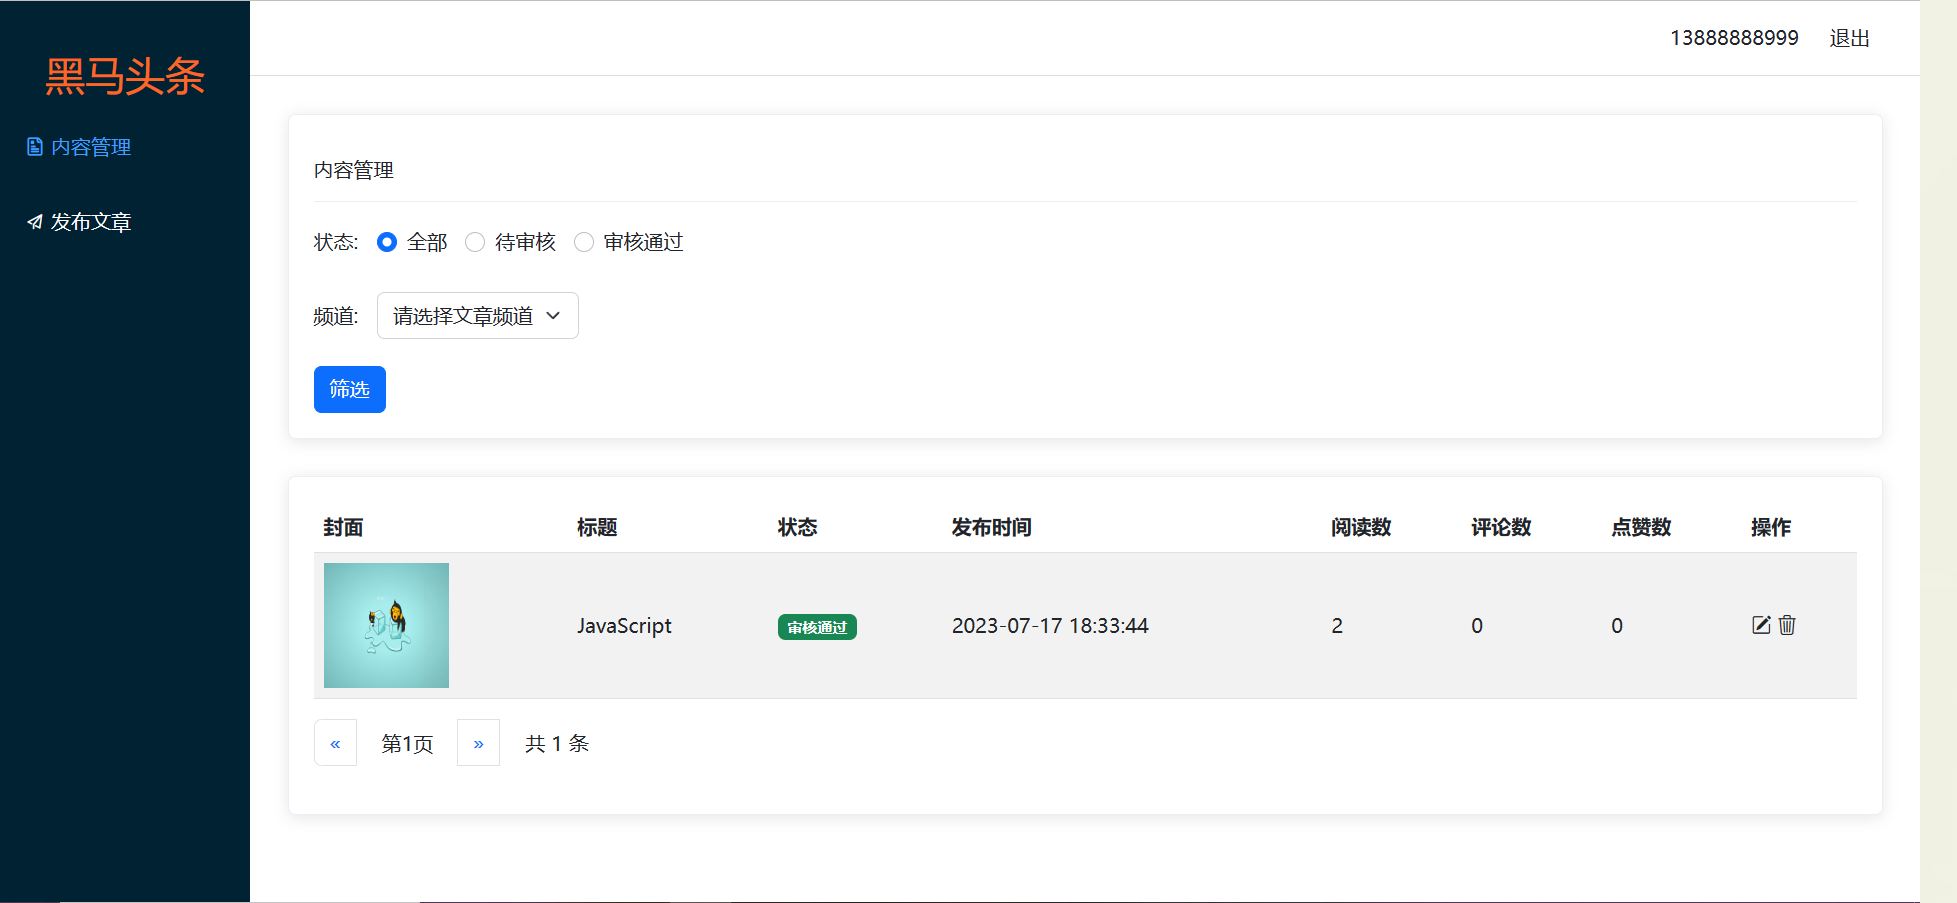 黑马头条
内容管理
发布文章
13888888999 退出
内容管理
状态: 全部 待审核 审核通过
频道: 请选择文章频道
筛选
封面 标题 状态 发布时间 阅读数 评论数 点赞数 操作
JavaScript 审核通过 2023-07-17 18:33:44 2 0 0
« 第1页 » 共 1 条